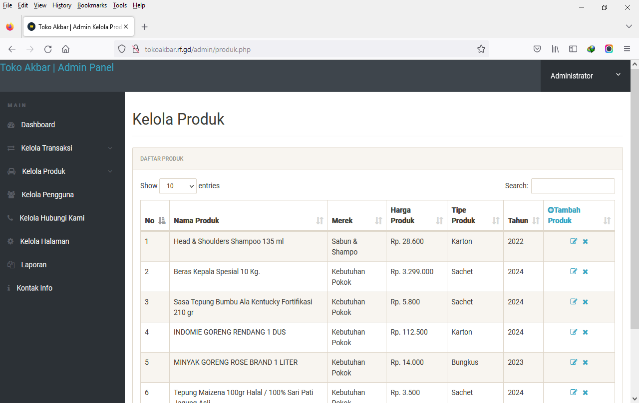 File Edit View History Bookmarks Tools Help
Toko Akbar | Admin Kelola Prod
tokoakbar.rf.gd/admin/produk.php
Toko Akbar | Admin Panel
Administrator
MAIN
Dashboard
Kelola Transaksi
Kelola Produk
Kelola Pengguna
Kelola Hubungi Kami
Kelola Halaman
Laporan
Kontak Info
Kelola Produk
DAFTAR PRODUK
Show 10 entries
Search:
No Nama Produk Merek Harga Produk Tipe Produk Tahun Tambah Produk
1 Head & Shoulders Shampoo 135 ml Sabun & Shampo Rp. 28.600 Karton 2022
2 Beras Kepala Spesial 10 Kg. Kebutuhan Pokok Rp. 3.299.000 Sachet 2024
3 Sasa Tepung Bumbu Ala Kentucky Fortifikasi 210 gr Kebutuhan Pokok Rp. 5.800 Sachet 2024
4 INDOMIE GORENG RENDANG 1 DUS Kebutuhan Pokok Rp. 112.500 Karton 2024
5 MINYAK GORENG ROSE BRAND 1 LITER Kebutuhan Pokok Rp. 14.000 Bungkus 2023
6 Tepung Maizena 100gr Halal / 100% Sari Pati Jagung Asli Kebutuhan Pokok Rp. 3.500 Sachet 2024